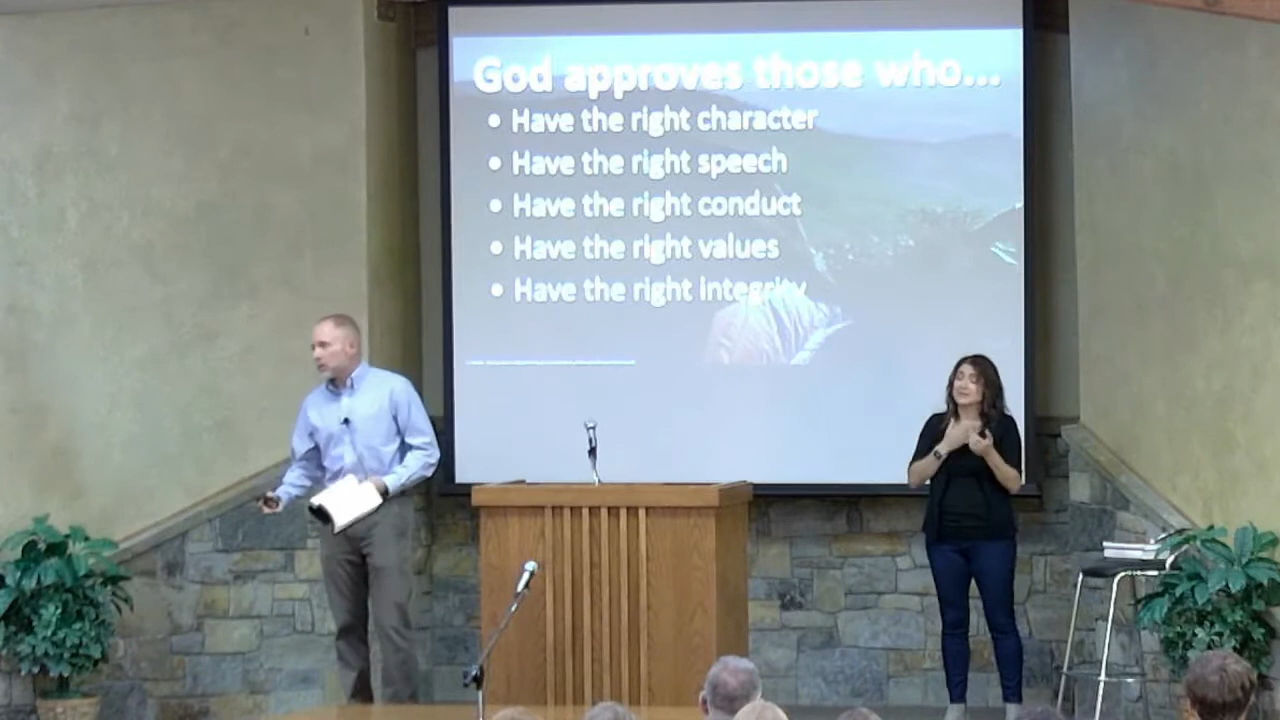 God approves those who...
• Have the right character
• Have the right speech
• Have the right conduct
• Have the right values
• Have the right integrity